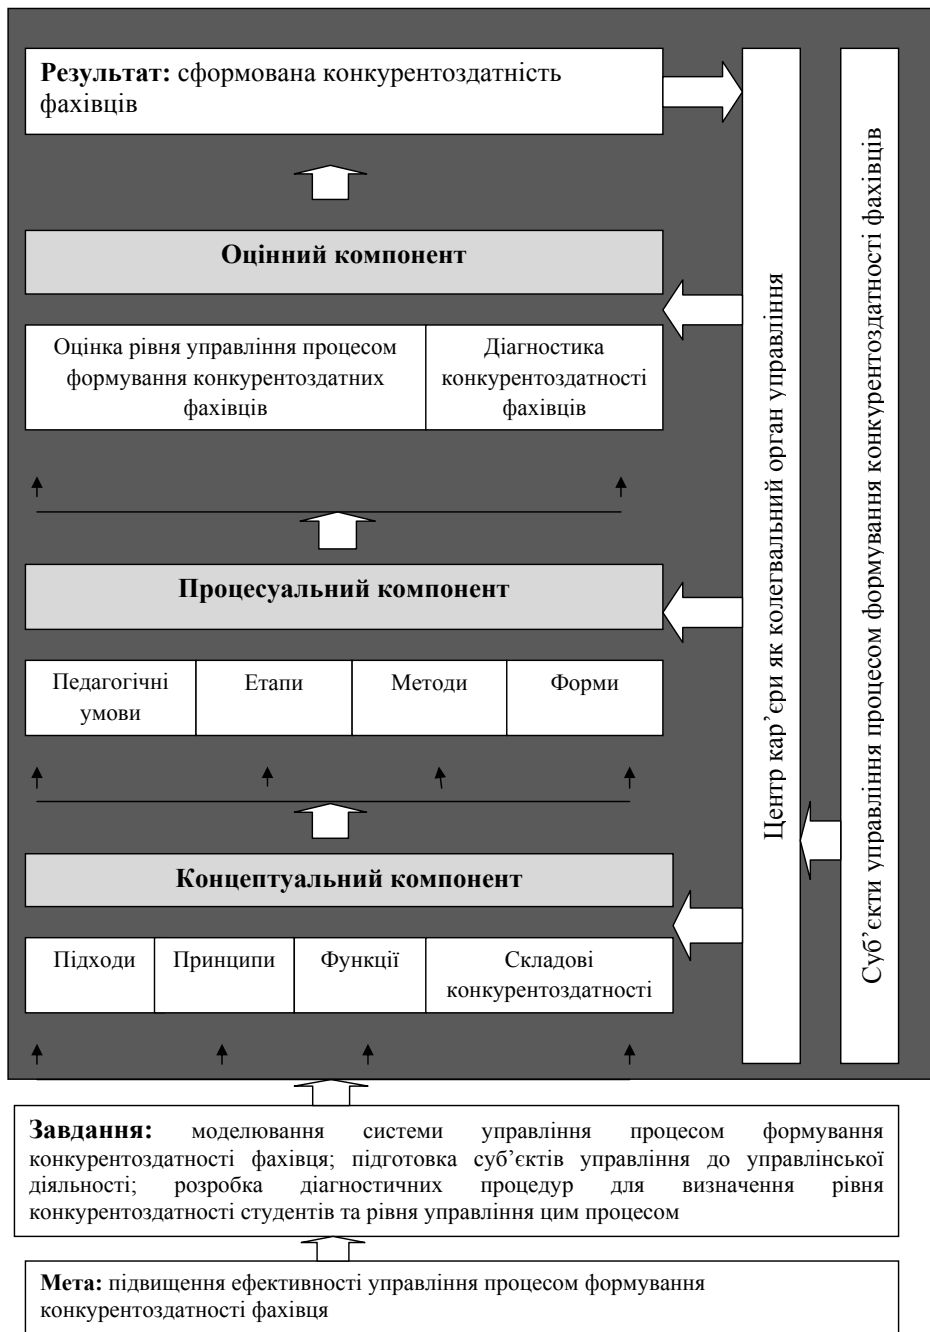 Результат: сформована конкурентоздатність
фахівців
Оцінний компонент
Оцінка рівня управління процесом
формування конкурентоздатних
фахівців
Діагностика
конкурентоздатності
фахівців
Процесуальний компонент
Педагогічні
умови
Етапи
Методи
Форми
Концептуальний компонент
Підходи
Принципи
Функції
Складові
конкурентоздатності
Центр кар’єри як колегвальний орган управління
Суб’єкти управління процесом формування конкурентоздатності фахівців
Завдання: моделювання системи управління процесом формування
конкурентоздатності фахівця; підготовка суб’єктів управління до управлінської
діяльності; розробка діагностичних процедур для визначення рівня
конкурентоздатності студентів та рівня управління цим процесом
Мета: підвищення ефективності управління процесом формування
конкурентоздатності фахівця